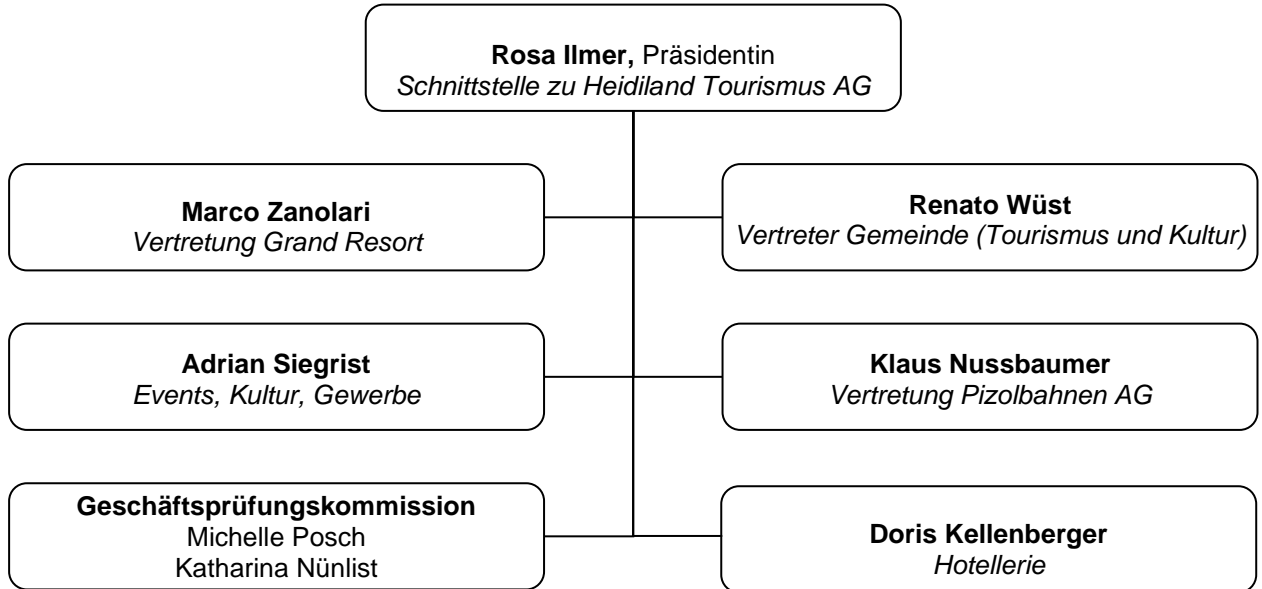 Rosa Ilmer, Präsidentin
Schnittstelle zu Heidiland Tourismus AG
Marco Zanolari
Vertretung Grand Resort
Renato Wüst
Vertreter Gemeinde (Tourismus und Kultur)
Adrian Siegrist
Events, Kultur, Gewerbe
Klaus Nussbaumer
Vertretung Pizolbahnen AG
Geschäftsprüfungskommission
Michelle Posch
Katharina Nünlist
Doris Kellenberger
Hotellerie